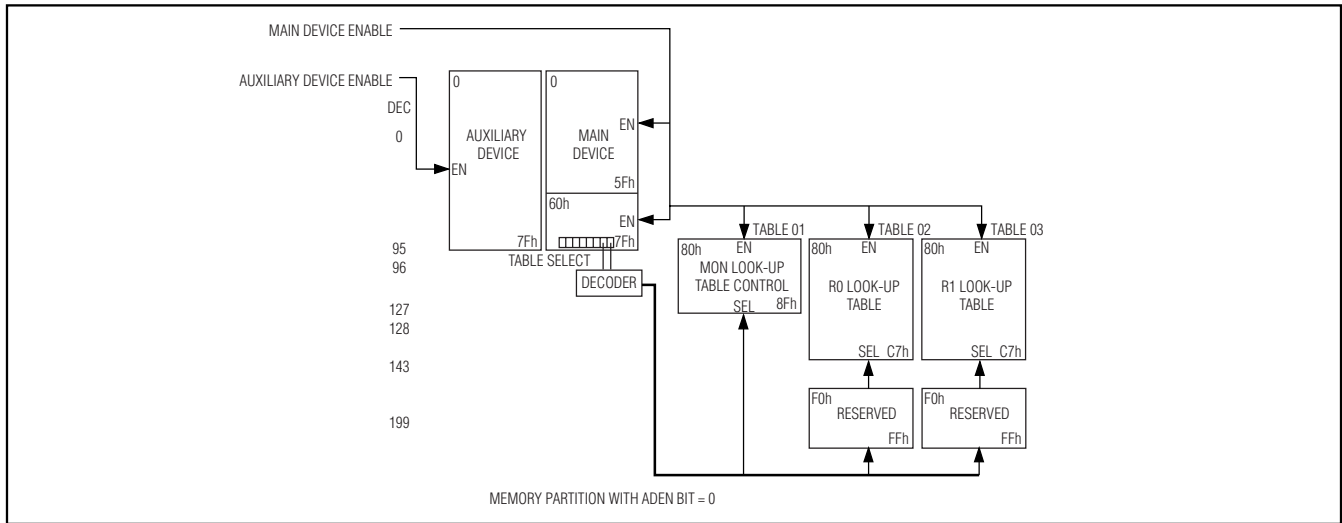 MAIN DEVICE ENABLE
AUXILIARY DEVICE ENABLE
DEC
0
95
96
127
128
143
199
0
AUXILIARY
DEVICE
EN
7Fh
0
EN
MAIN
DEVICE
5Fh
60h
EN
7Fh
TABLE SELECT
DECODER
TABLE 01
80h
EN
MON LOOK-UP
TABLE CONTROL
8Fh
SEL
TABLE 02
80h
EN
R0 LOOK-UP
TABLE
SEL C7h
F0h
RESERVED
FFh
TABLE 03
80h
EN
R1 LOOK-UP
TABLE
SEL C7h
F0h
RESERVED
FFh
MEMORY PARTITION WITH ADEN BIT = 0